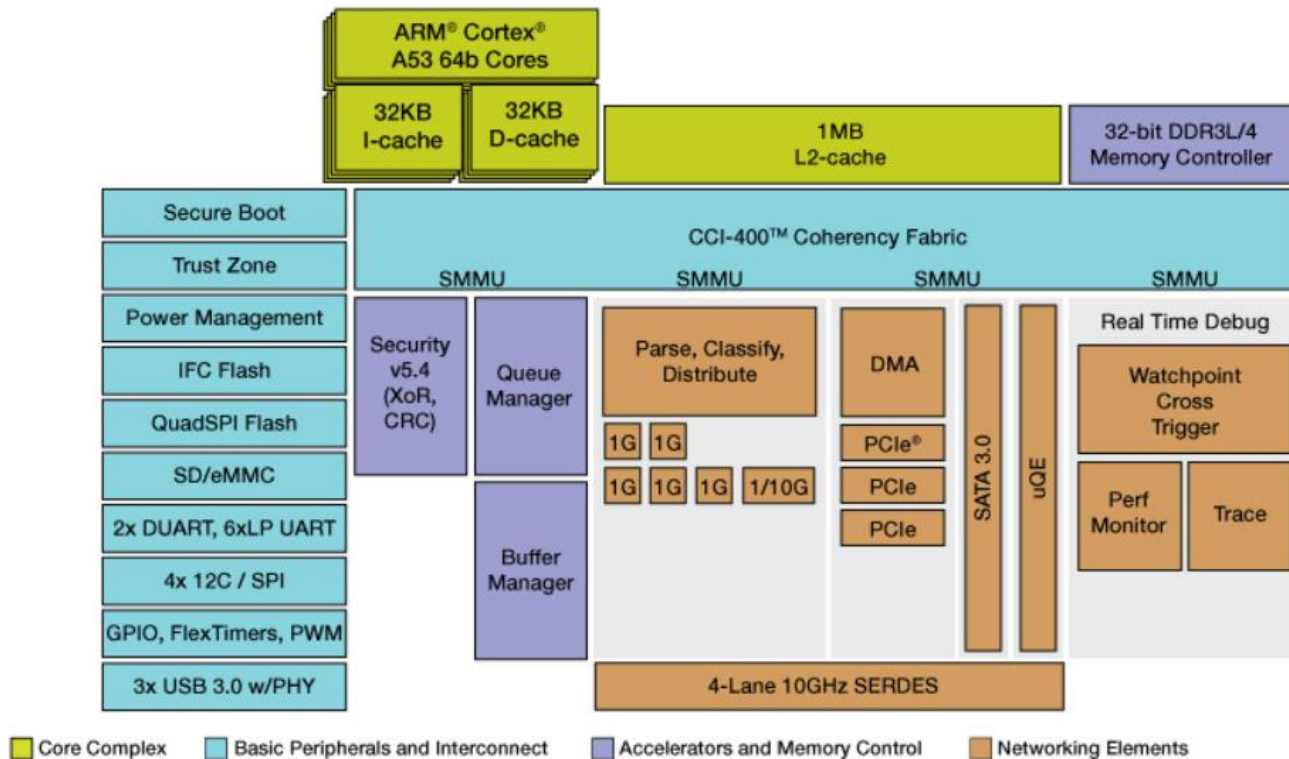 ARM® Cortex®
A53 64b Cores
32KB
I-cache
32KB
D-cache
1MB
L2-cache
32-bit DDR3L/4
Memory Controller
Secure Boot
Trust Zone
Power Management
IFC Flash
QuadSPI Flash
SD/eMMC
2x DUART, 6xLP UART
4x 12C / SPI
GPIO, FlexTimers, PWM
3x USB 3.0 w/PHY
CCI-400™ Coherency Fabric
SMMU
SMMU
SMMU
SMMU
Security
v5.4
(XoR,
CRC)
Queue
Manager
Buffer
Manager
Parse, Classify,
Distribute
1G
1G
1G
1G
1G
1/10G
DMA
PCIe®
PCIe
PCIe
SATA 3.0
uQE
4-Lane 10GHz SERDES
Real Time Debug
Watchpoint
Cross
Trigger
Perf
Monitor
Trace
Core Complex
Basic Peripherals and Interconnect
Accelerators and Memory Control
Networking Elements